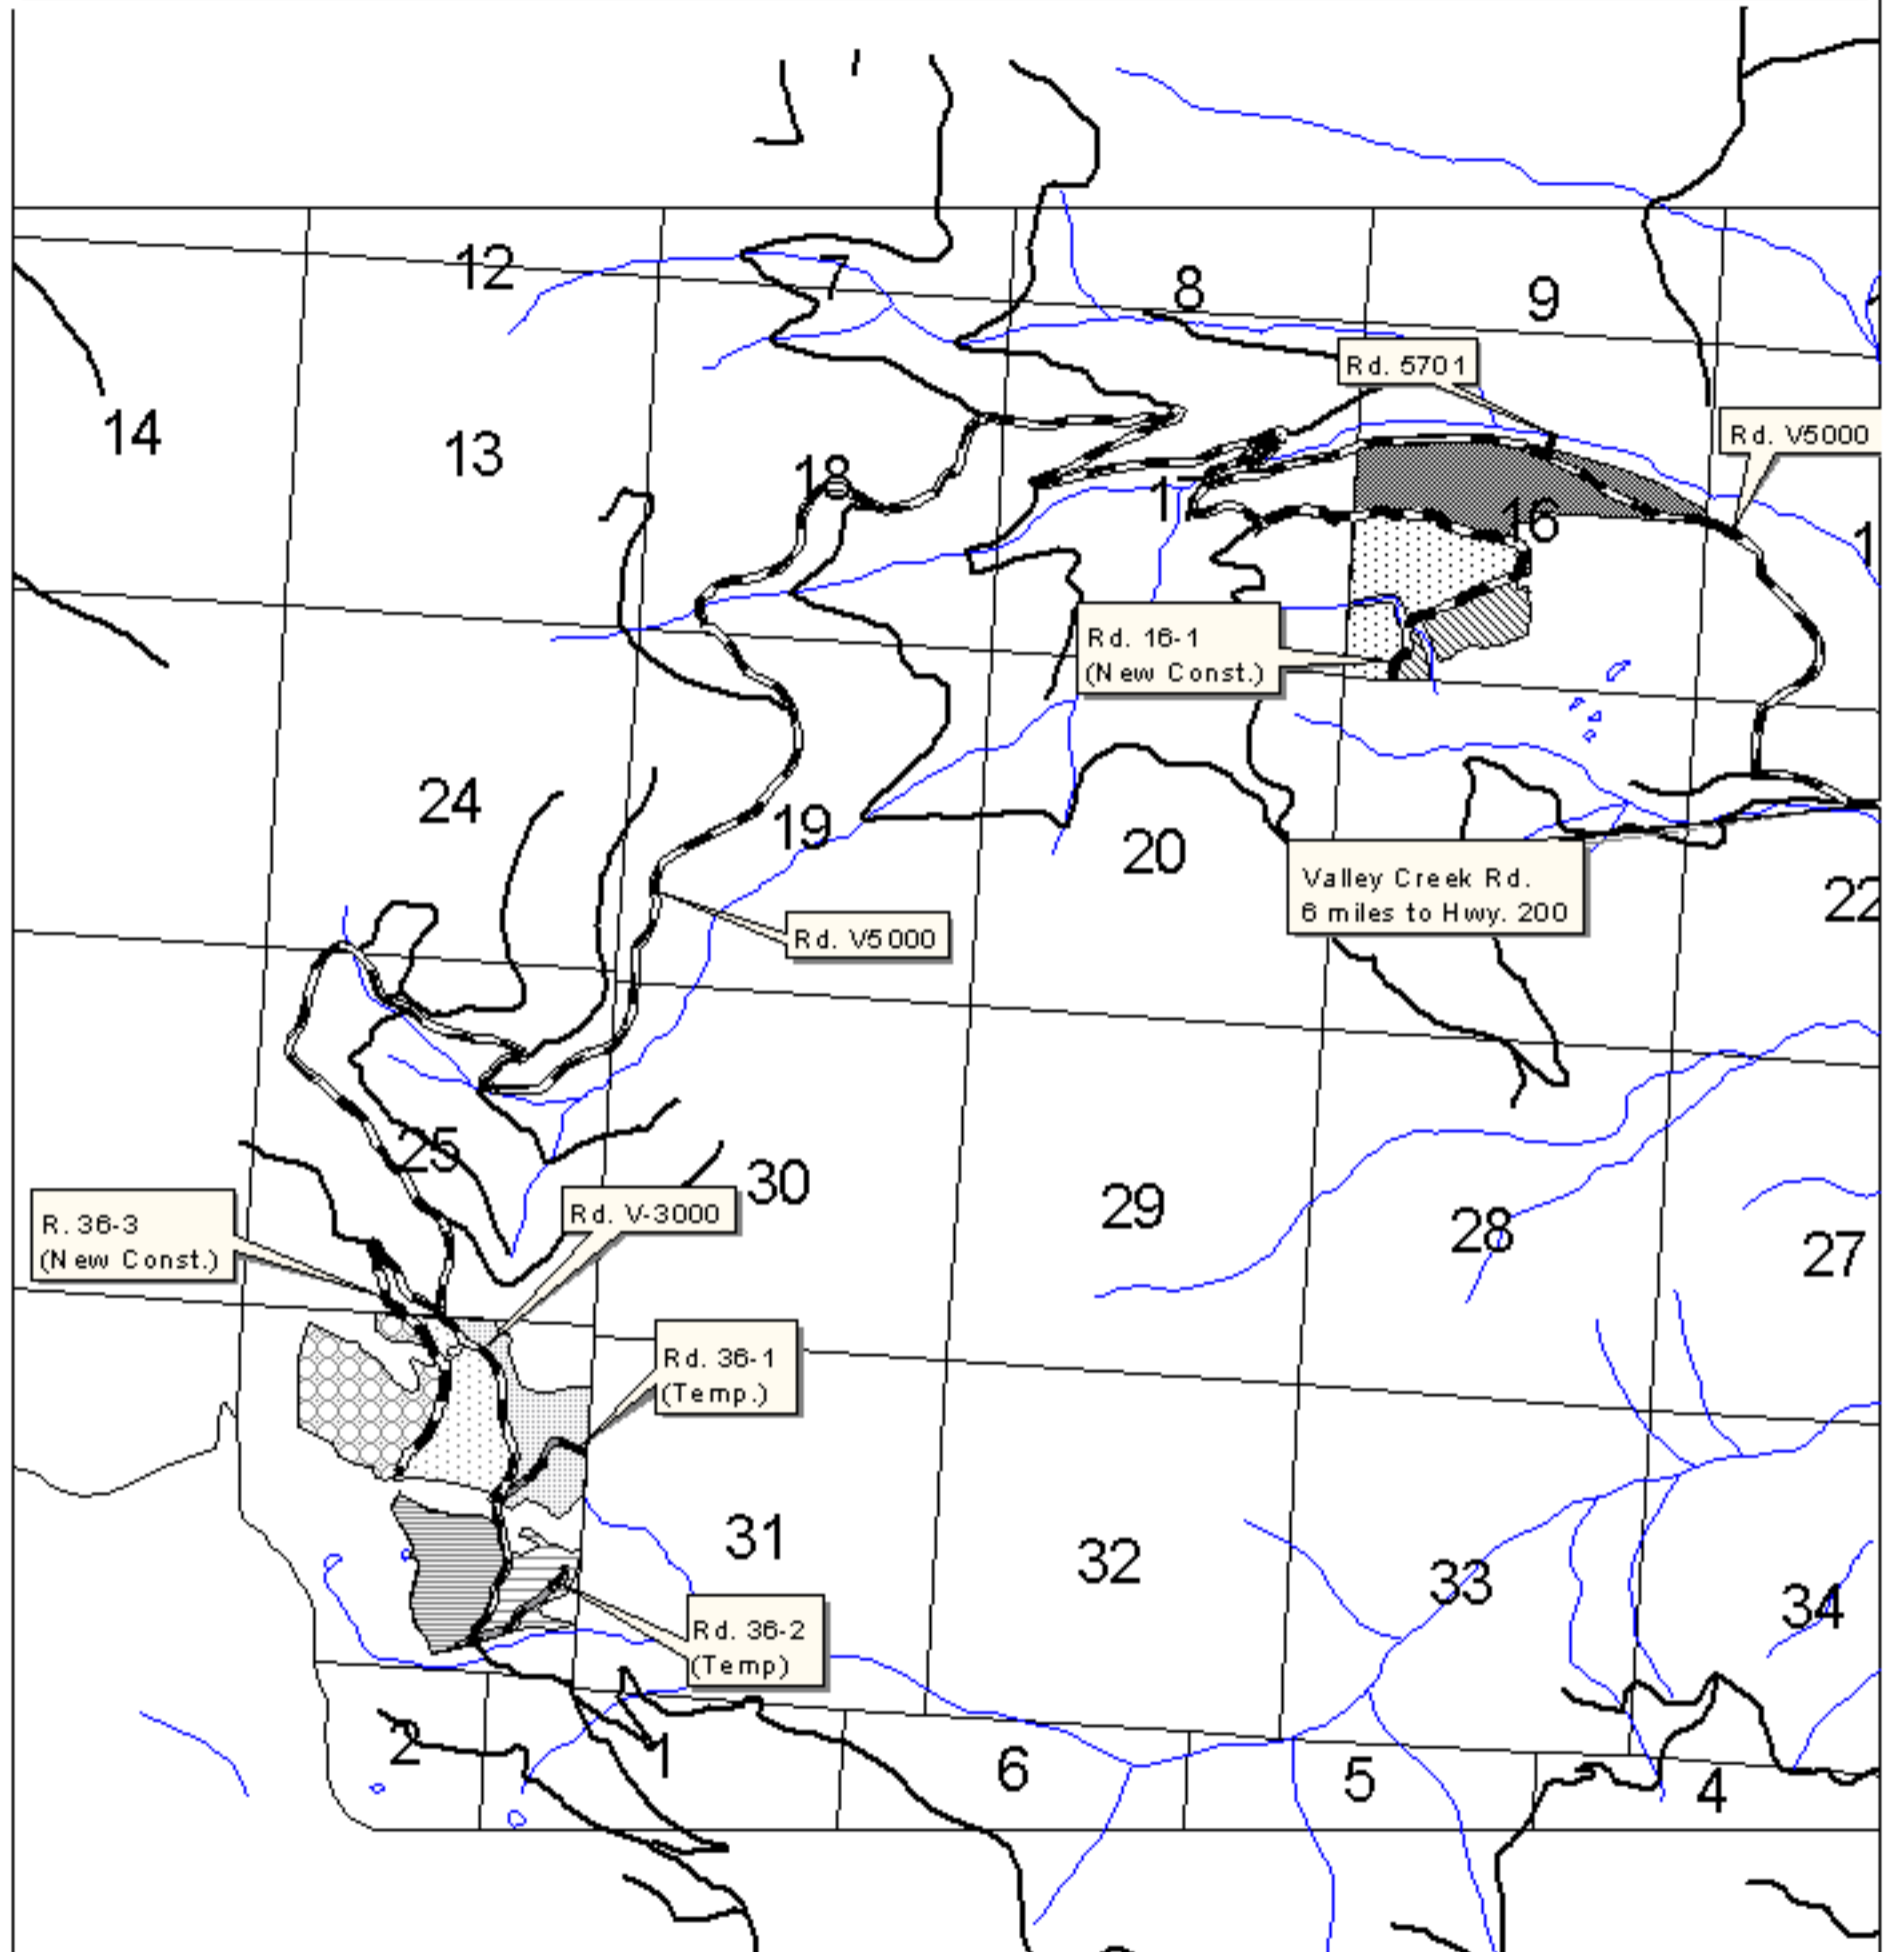 12
7
8
9
Rd. 5701
14
13
18
17
Rd. V5000
16
1
Rd. 16-1
(New Const.)
24
19
20
Valley Creek Rd.
6 miles to Hwy. 200
22
Rd. V5000
25
30
29
28
27
R. 36-3
(New Const.)
Rd. V-3000
Rd. 36-1
(Temp.)
31
32
33
34
Rd. 36-2
(Temp)
2
1
6
5
4